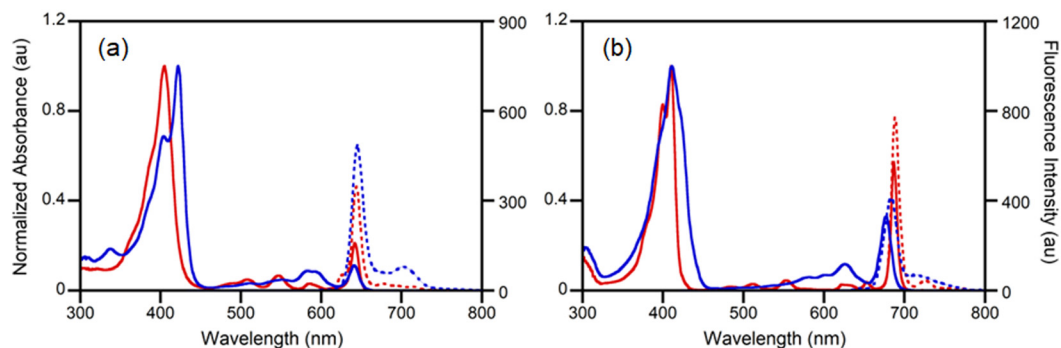 (a)
Normalized Absorbance (au)
1.2
0.8
0.4
0
900
600
300
0
300 400 500 600 700 800
Wavelength (nm)
(b)
1.2
0.8
0.4
0
1200
800
400
0
Fluorescence Intensity (au)
300 400 500 600 700 800
Wavelength (nm)